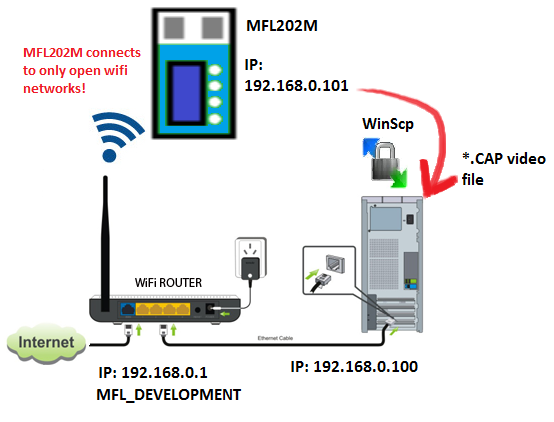 MFL202M
MFL202M connects
to only open wifi
networks!
IP:
192.168.0.101
WinScp
*.CAP video
file
WiFi ROUTER
Internet
Ethernet Cable
IP: 192.168.0.1
MFL_DEVELOPMENT
IP: 192.168.0.100